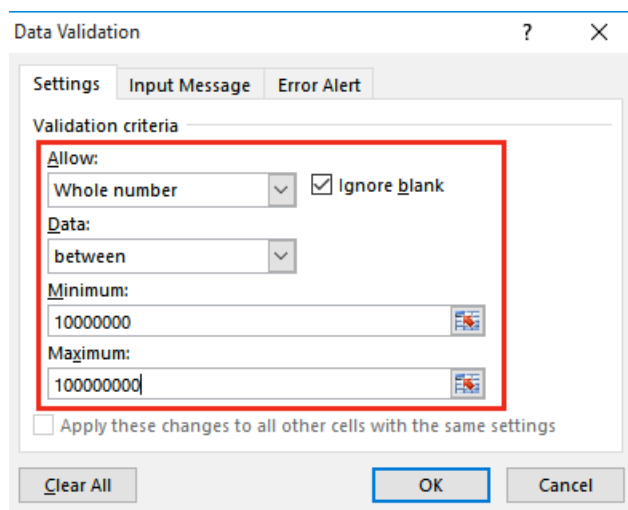 Data Validation ? ×
Settings Input Message Error Alert
Validation criteria
Allow:
Whole number Ignore blank
Data:
between
Minimum:
10000000
Maximum:
100000000
Apply these changes to all other cells with the same settings
Clear All OK Cancel